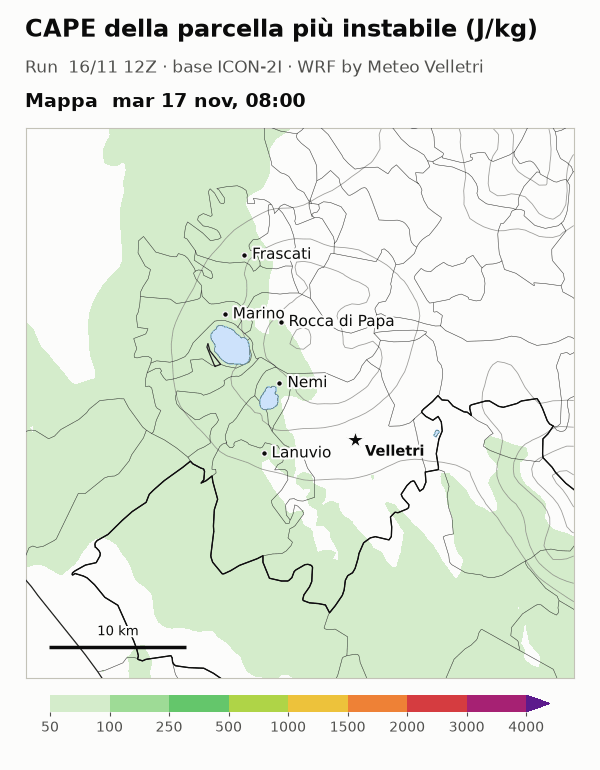 CAPE della parcella più instabile (J/kg)
Run  16/11 12Z · base ICON-2I · WRF by Meteo Velletri
Mappa  mar 17 nov, 08:00
Frascati
Marino
Rocca di Papa
Nemi
Velletri
Lanuvio
10 km
50 100 250 500 1000 1500 2000 3000 4000